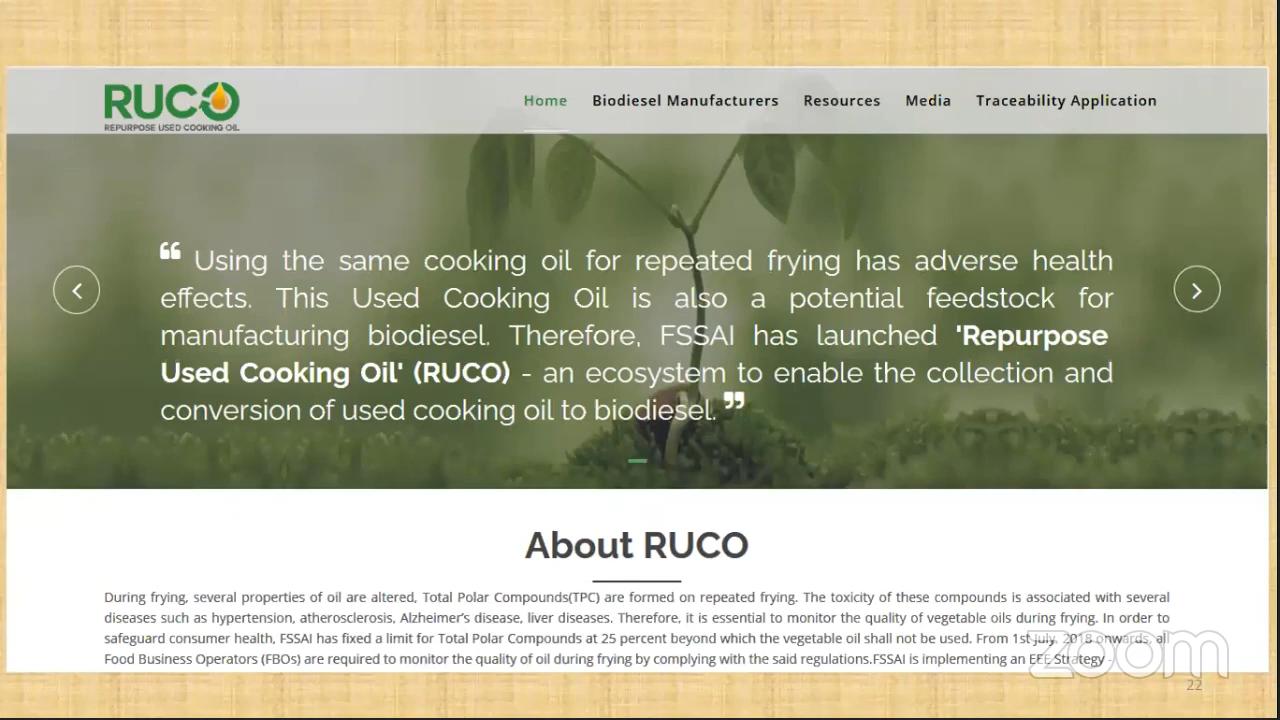 RUCO
REPURPOSE USED COOKING OIL
Home Biodiesel Manufacturers Resources Media Traceability Application
“ Using the same cooking oil for repeated frying has adverse health
effects. This Used Cooking Oil is also a potential feedstock for
manufacturing biodiesel. Therefore, FSSAI has launched 'Repurpose
Used Cooking Oil' (RUCO) - an ecosystem to enable the collection and
conversion of used cooking oil to biodiesel. ”
About RUCO
During frying, several properties of oil are altered, Total Polar Compounds(TPC) are formed on repeated frying. The toxicity of these compounds is associated with several
diseases such as hypertension, atherosclerosis, Alzheimer's disease, liver diseases. Therefore, it is essential to monitor the quality of vegetable oils during frying. In order to
safeguard consumer health, FSSAI has fixed a limit for Total Polar Compounds at 25 percent beyond which the vegetable oil shall not be used. From 1st July, 2018 onwards, all
Food Business Operators (FBOs) are required to monitor the quality of oil during frying by complying with the said regulations.FSSAI is implementing an EEE Strategy -
zoom
22